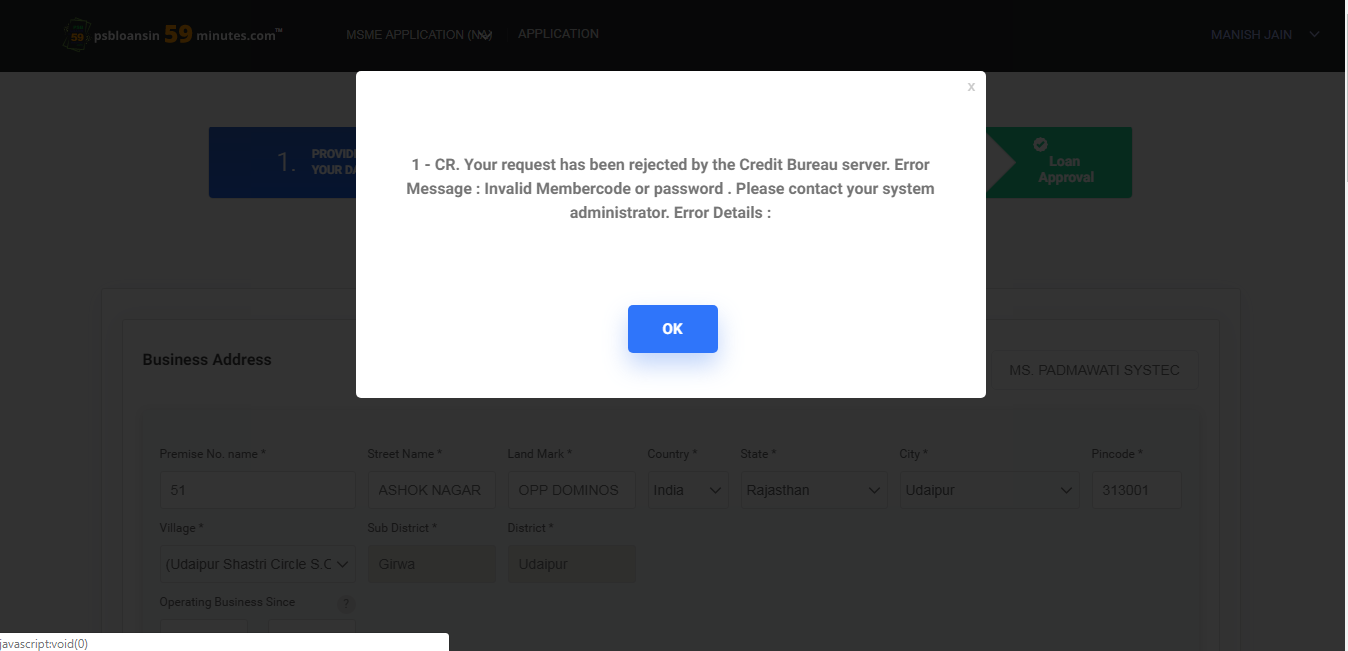 psbloansin 59 minutes.com™
MSME APPLICATION
APPLICATION
MANISH JAIN
x
1 - CR. Your request has been rejected by the Credit Bureau server. Error
Message : Invalid Membercode or password . Please contact your system
administrator. Error Details :
OK
1.
YOUR
Loan
Approval
Business Address
MS. PADMAWATI SYSTEC
Premise No. name *
Street Name *
Land Mark *
Country *
State *
City *
Pincode *
51
ASHOK NAGAR
OPP DOMINOS
India
Rajasthan
Udaipur
313001
Village *
Sub District *
District *
(Udaipur Shastri Circle S.O
Girwa
Udaipur
Operating Business Since
?
javascript:void(0)